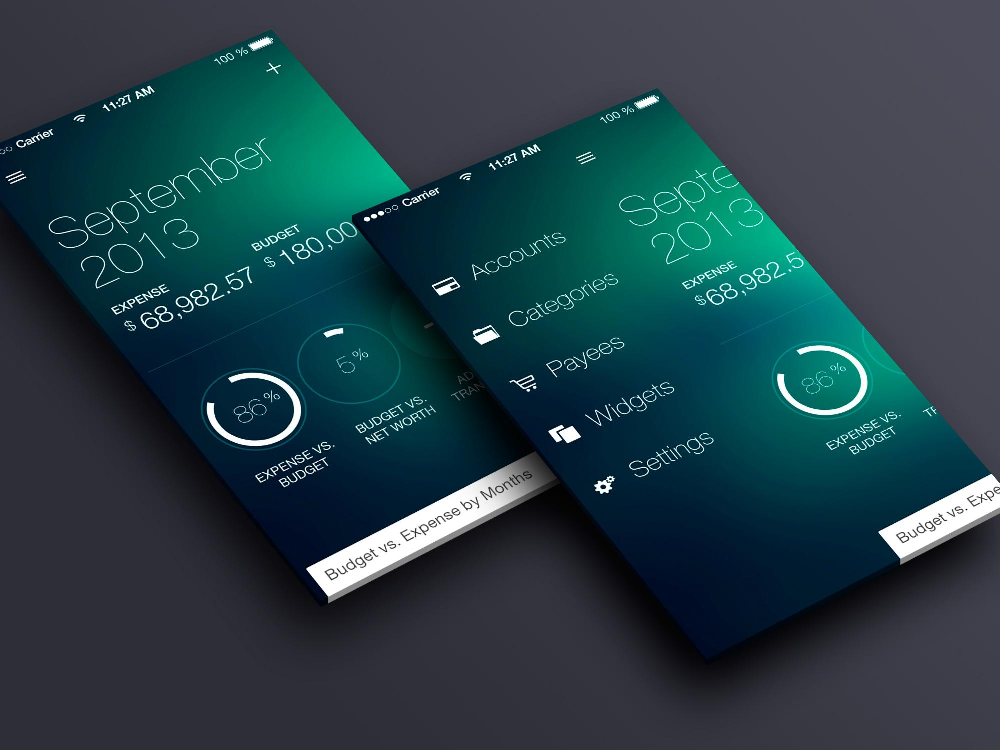 Carrier
11:27 AM
100 %
September
2013
EXPENSE
$ 68,982.57
BUDGET
$ 180,00
86%
EXPENSE VS.
BUDGET
5%
BUDGET VS.
NET WORTH
AD
TRAN
Budget vs. Expense by Months
Carrier
11:27 AM
100 %
Accounts
Categories
Payees
Widgets
Settings
Septe
2013
EXPENSE
$68,982.5
86%
EXPENSE VS.
BUDGET
Budget vs. Expe